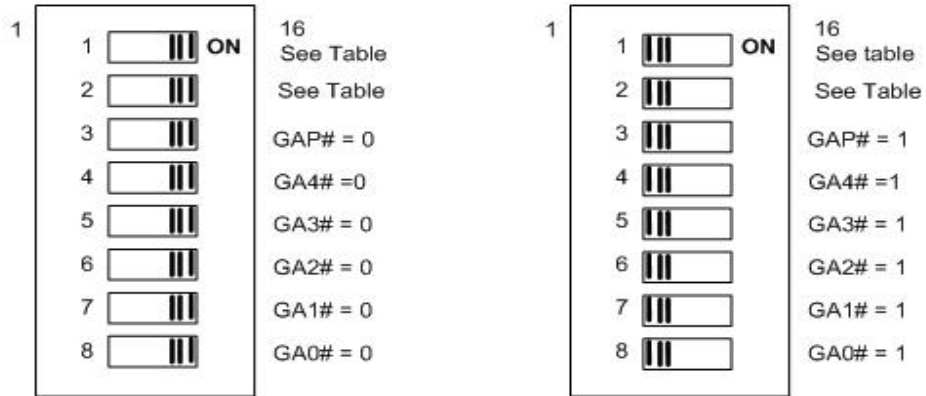 1
16
1 ON See Table
2 See Table
3 GAP# = 0
4 GA4# =0
5 GA3# = 0
6 GA2# = 0
7 GA1# = 0
8 GA0# = 0
1
16
1 ON See table
2 See Table
3 GAP# = 1
4 GA4# =1
5 GA3# = 1
6 GA2# = 1
7 GA1# = 1
8 GA0# = 1